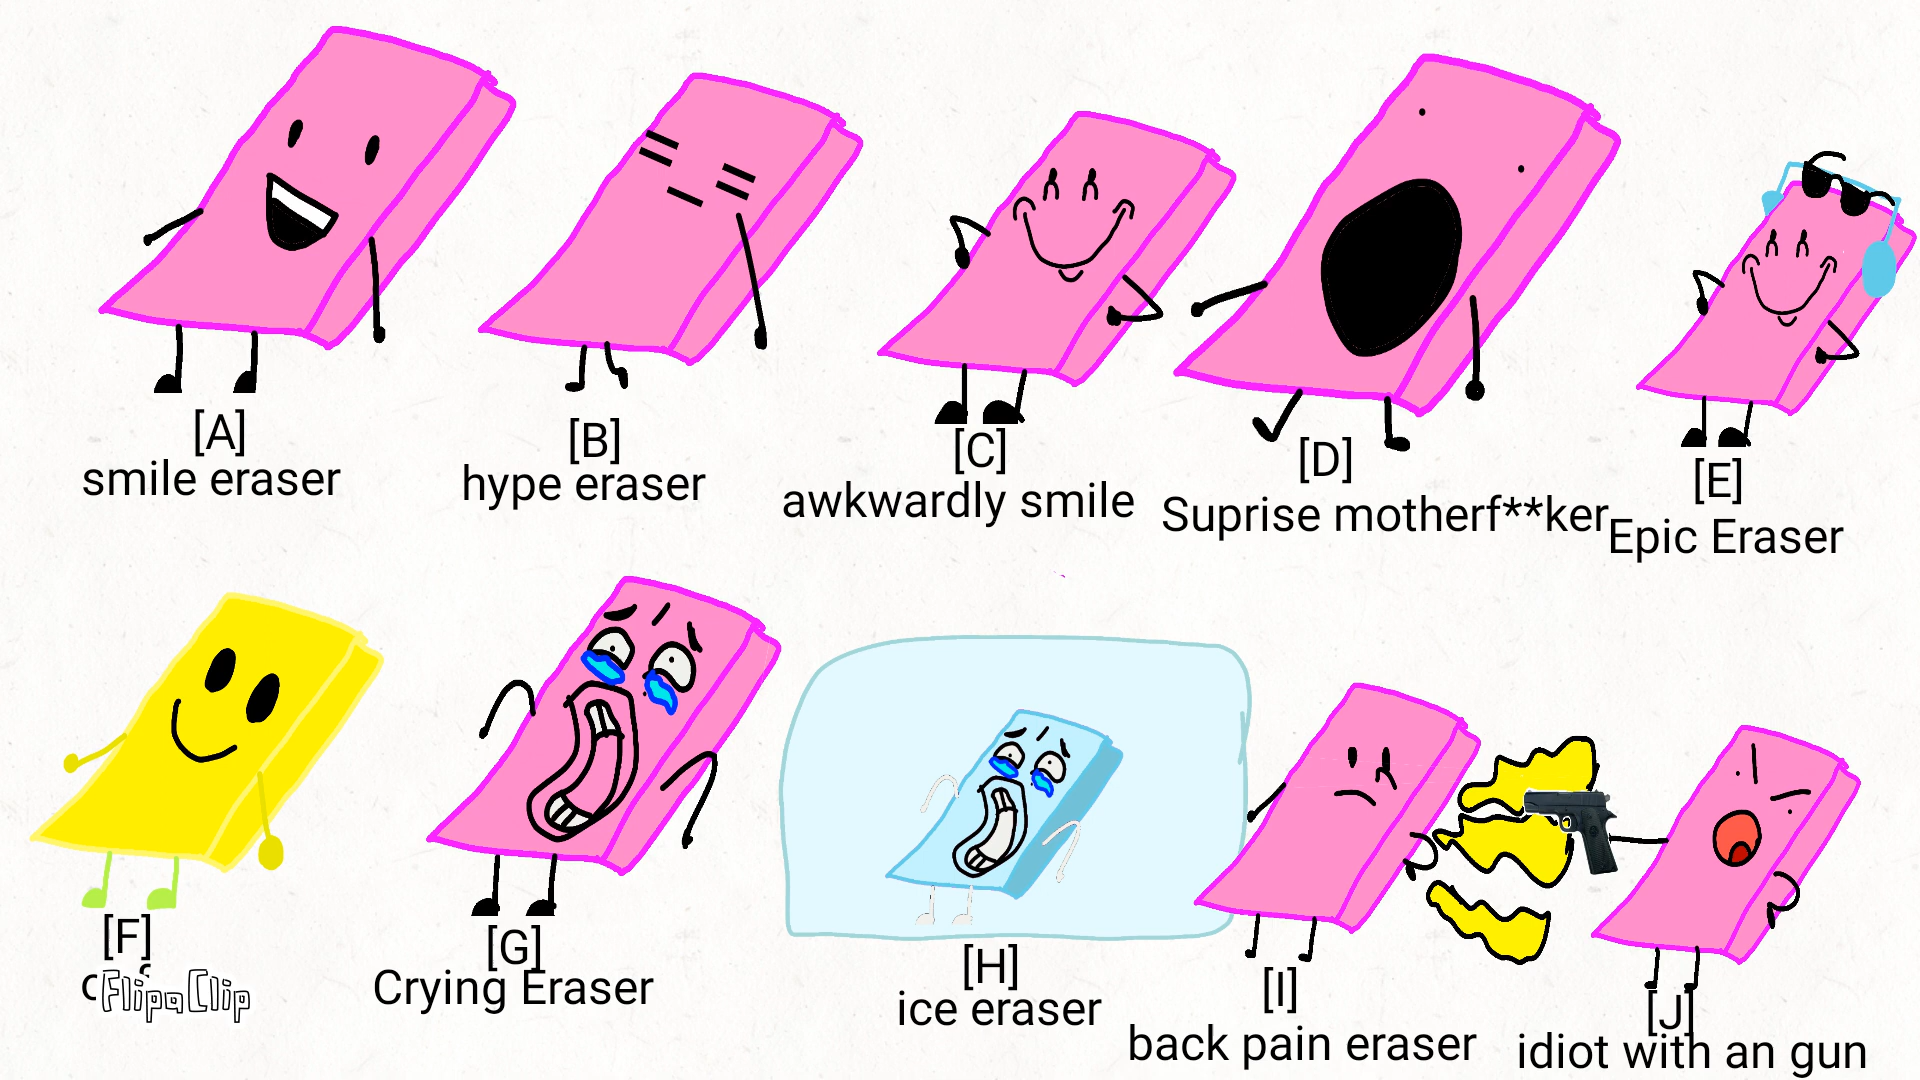 [A]
smile eraser
[B]
hype eraser
[C]
awkwardly smile
[D]
Suprise motherf**ker
[E]
Epic Eraser
[F]
FlipaClip
[G]
Crying Eraser
[H]
ice eraser
[I]
back pain eraser
[J]
idiot with an gun